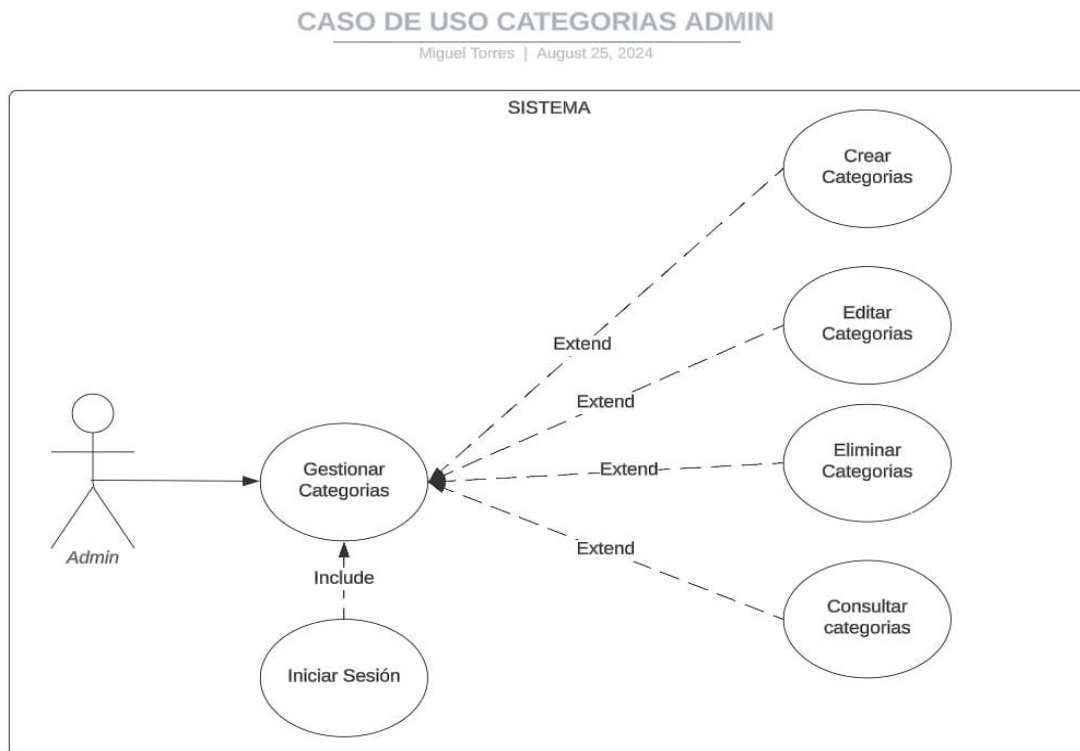 CASO DE USO CATEGORIAS ADMIN
Miguel Torres | August 25, 2024
SISTEMA
Crear
Categorias
Editar
Categorias
Extend
Extend
Eliminar
Categorias
Gestionar
Categorias
Extend
Extend
Admin
Include
Consultar
categorias
Iniciar Sesión